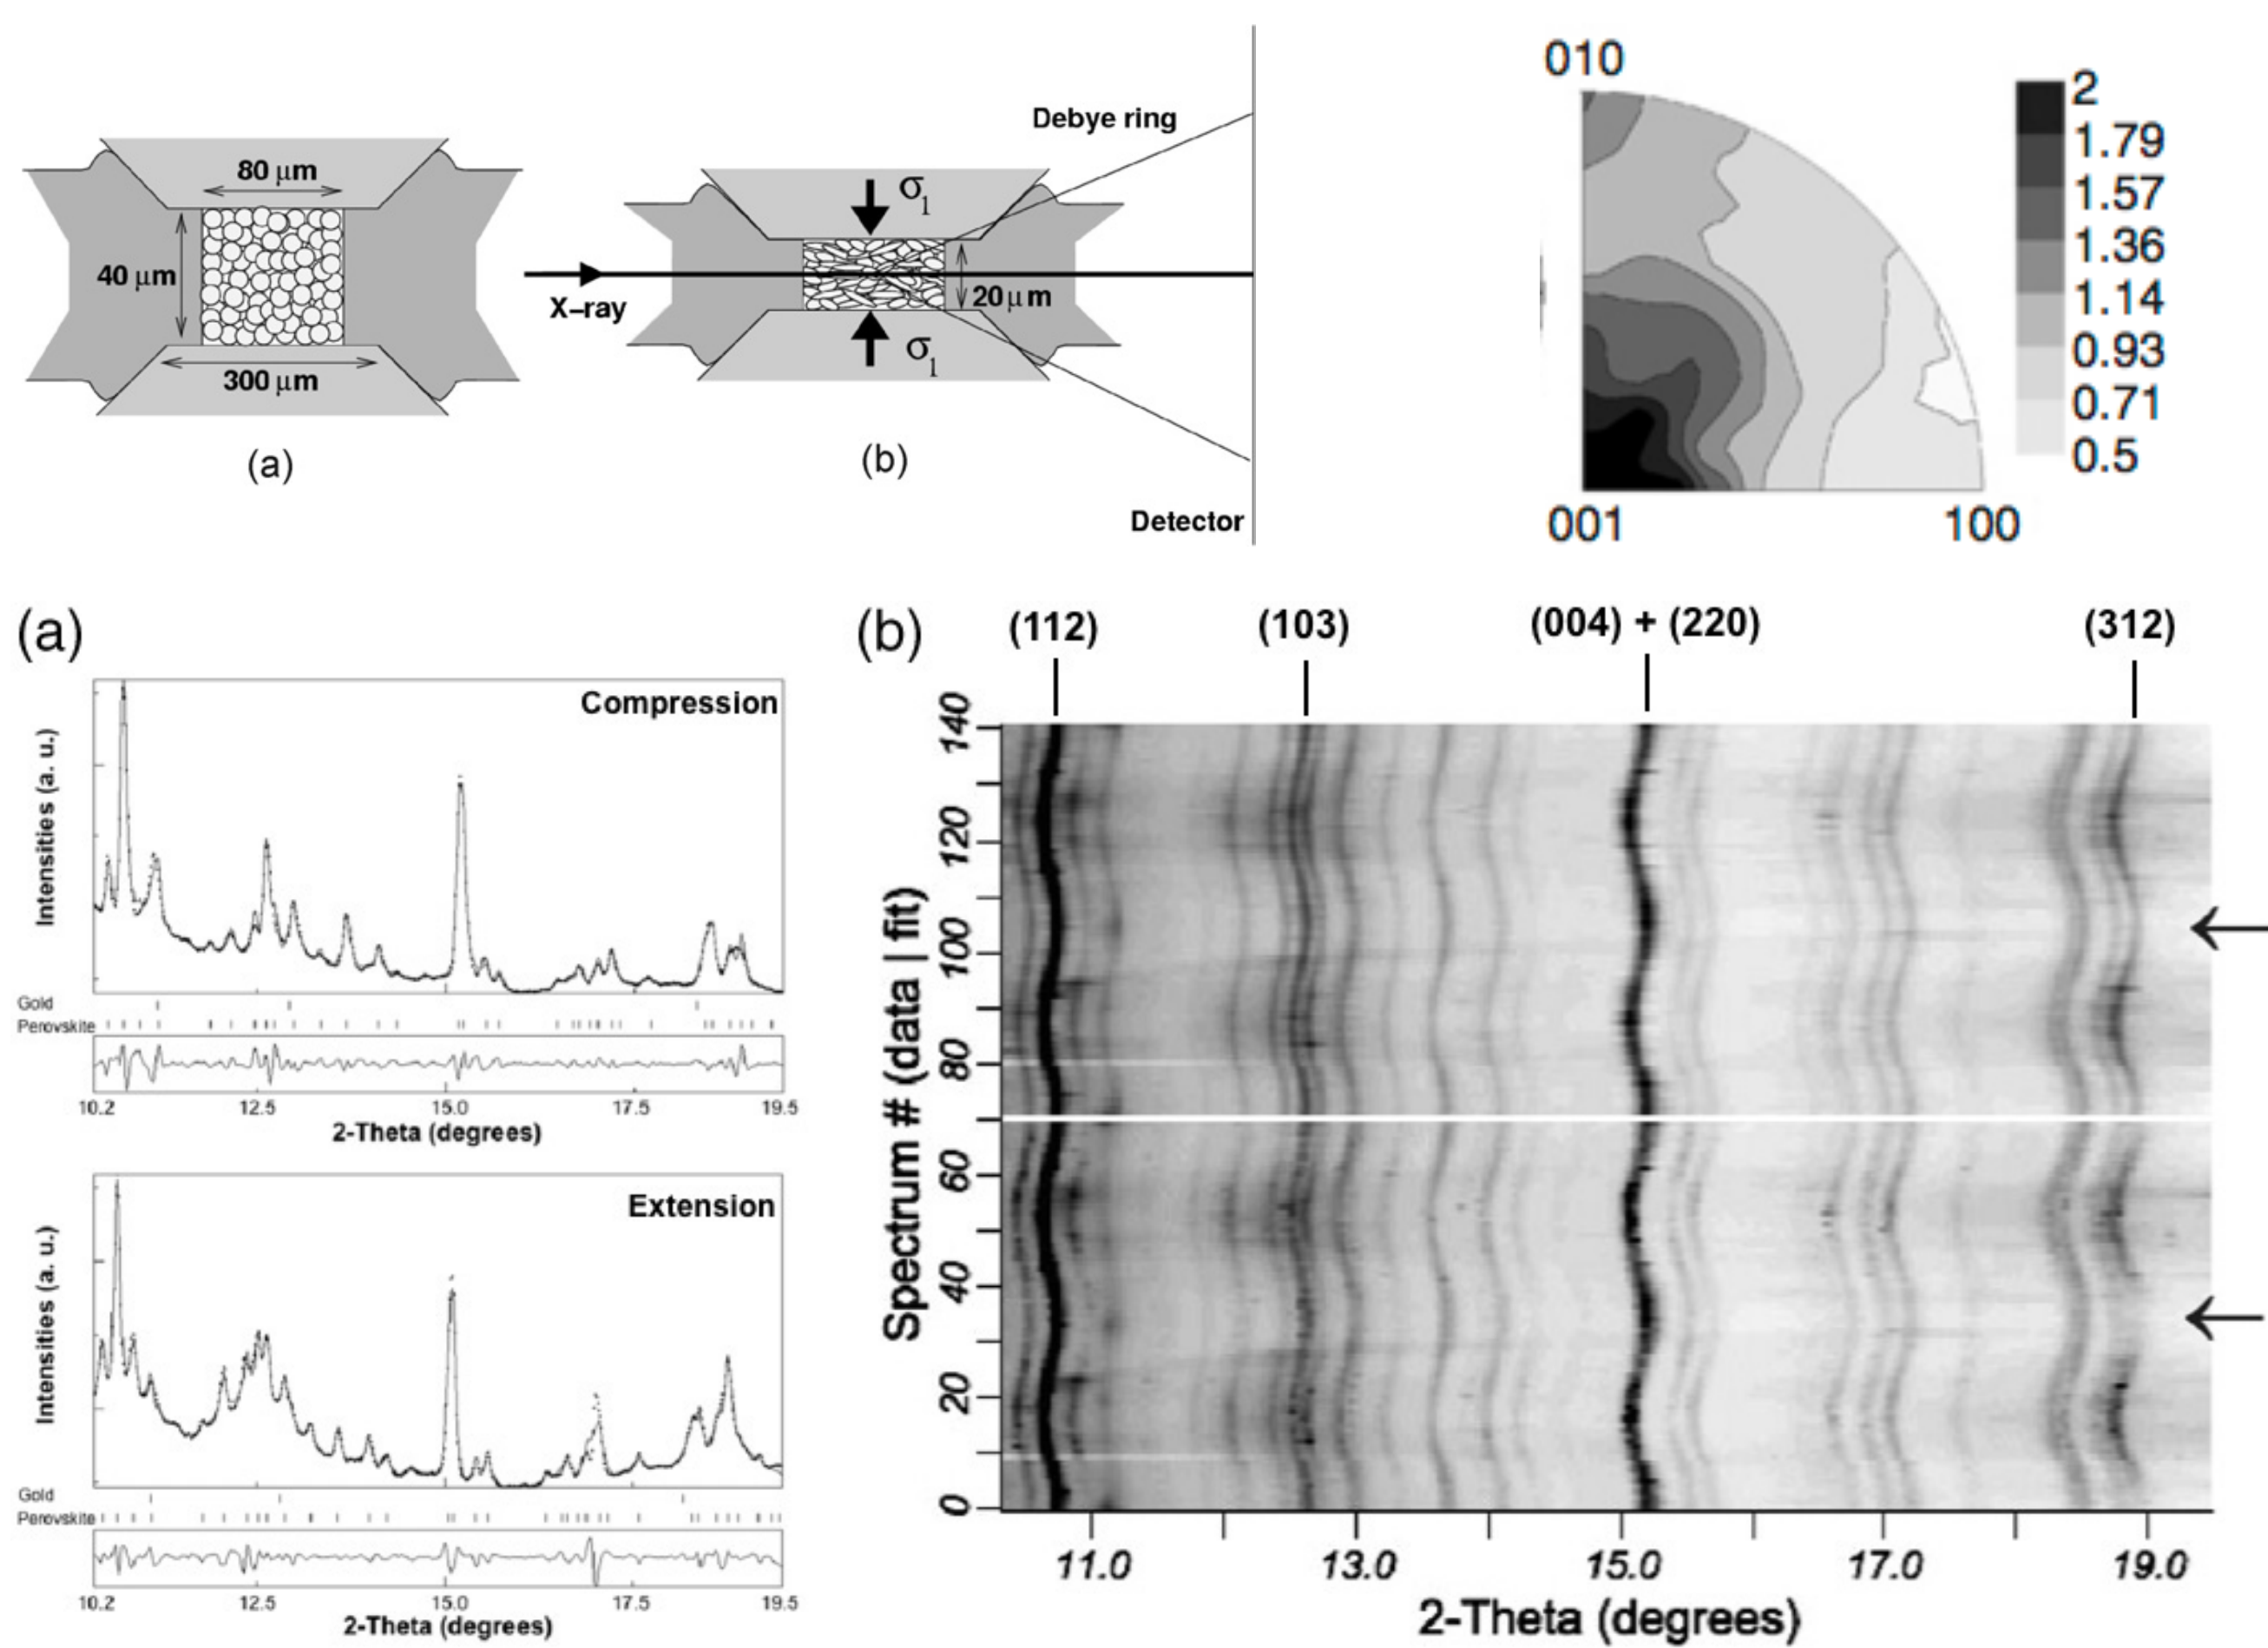 80 μm
40 μm
300 μm
(a)
X–ray
σ1
σ1
20 μm
Debye ring
Detector
(b)
010
001
100
2
1.79
1.57
1.36
1.14
0.93
0.71
0.5
(a)
Compression
Intensities (a. u.)
Gold
Perovskite
10.2 12.5 15.0 17.5 19.5
2-Theta (degrees)
Extension
Intensities (a. u.)
Gold
Perovskite
10.2 12.5 15.0 17.5 19.5
2-Theta (degrees)
(b)
(112) (103) (004) + (220) (312)
Spectrum # (data | fit)
140
120
100
80
60
40
20
0
11.0 13.0 15.0 17.0 19.0
2-Theta (degrees)